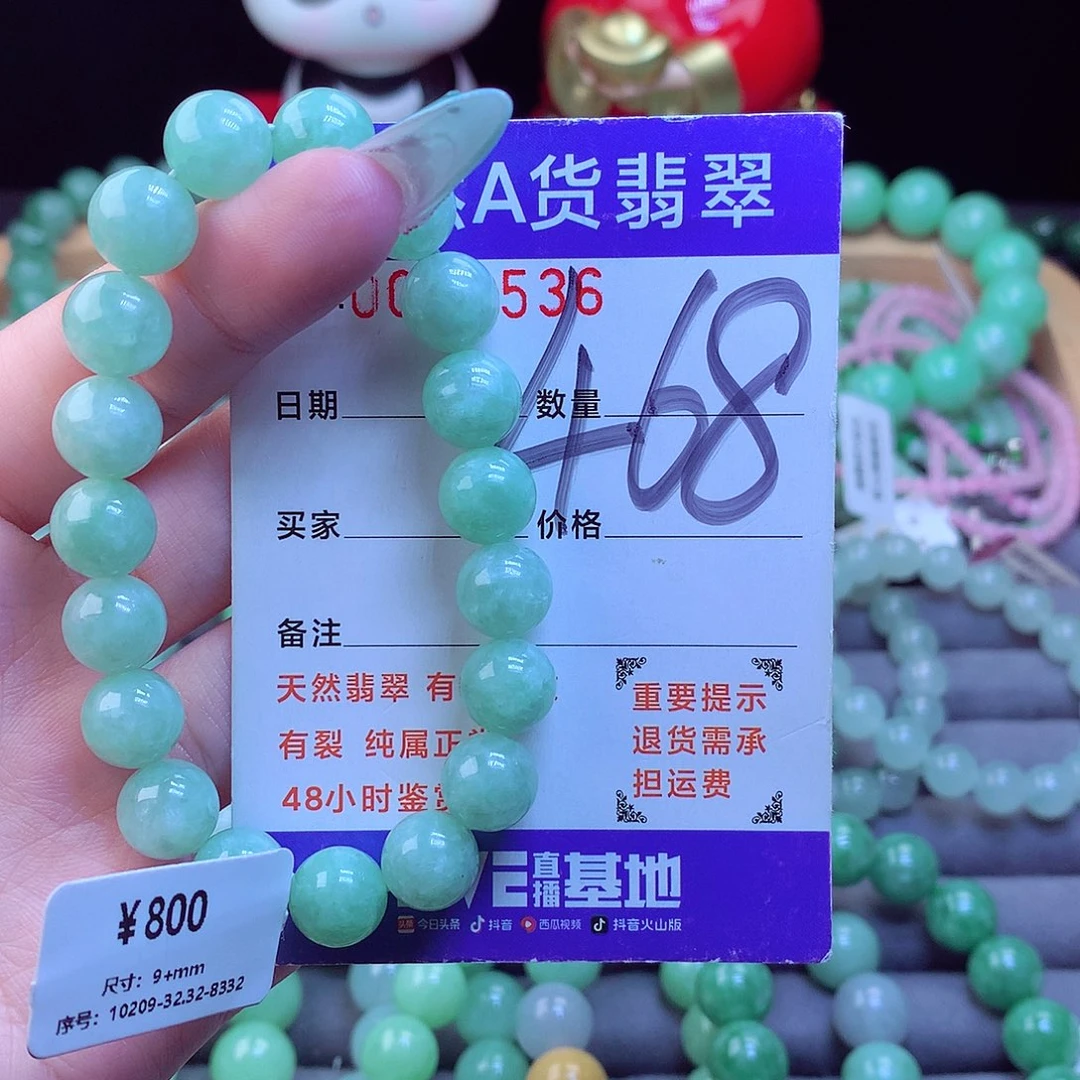 A货翡翠
536
468
日期 数量
买家 价格
备注
天然翡翠 有
有裂 纯属正
48小时鉴赏
重要提示
退货需承
担运费
直播基地
今日头条 抖音 西瓜视频 抖音火山版
¥800
尺寸：9+mm
序号：10209-32.32-8332